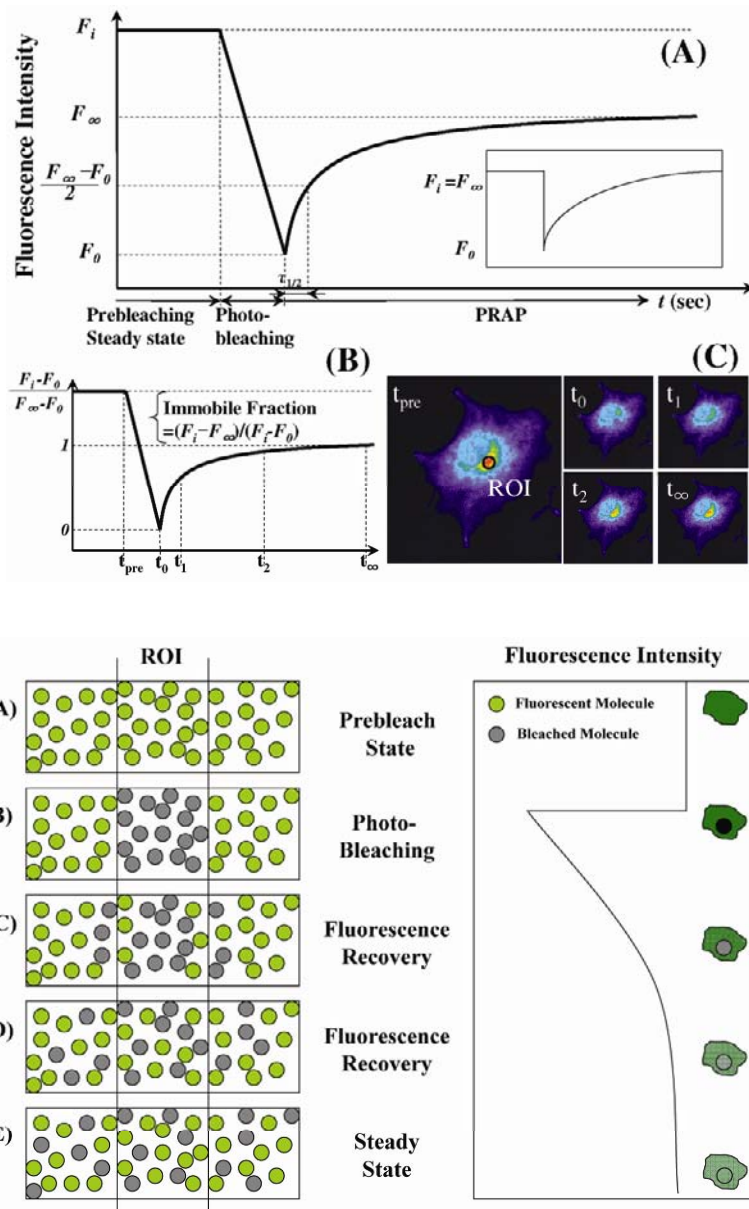 F_i
(A)
F_∞
F_∞ – F_0
2
F_i = F_∞
F_0
F_0
Fluorescence Intensity
τ_1/2
t (sec)
Prebleaching
Steady state
Photo-
bleaching
PRAP
(B)
F_i - F_0
F_∞ - F_0
Immobile Fraction
=(F_i – F_∞)/(F_i - F_0)
1
0
t_pre
t_0
t_1
t_2
t_∞
(C)
t_pre
ROI
t_0
t_1
t_2
t_∞
ROI
Fluorescence Intensity
A)
Prebleach
State
Fluorescent Molecule
Bleached Molecule
B)
Photo-
Bleaching
C)
Fluorescence
Recovery
D)
Fluorescence
Recovery
E)
Steady
State